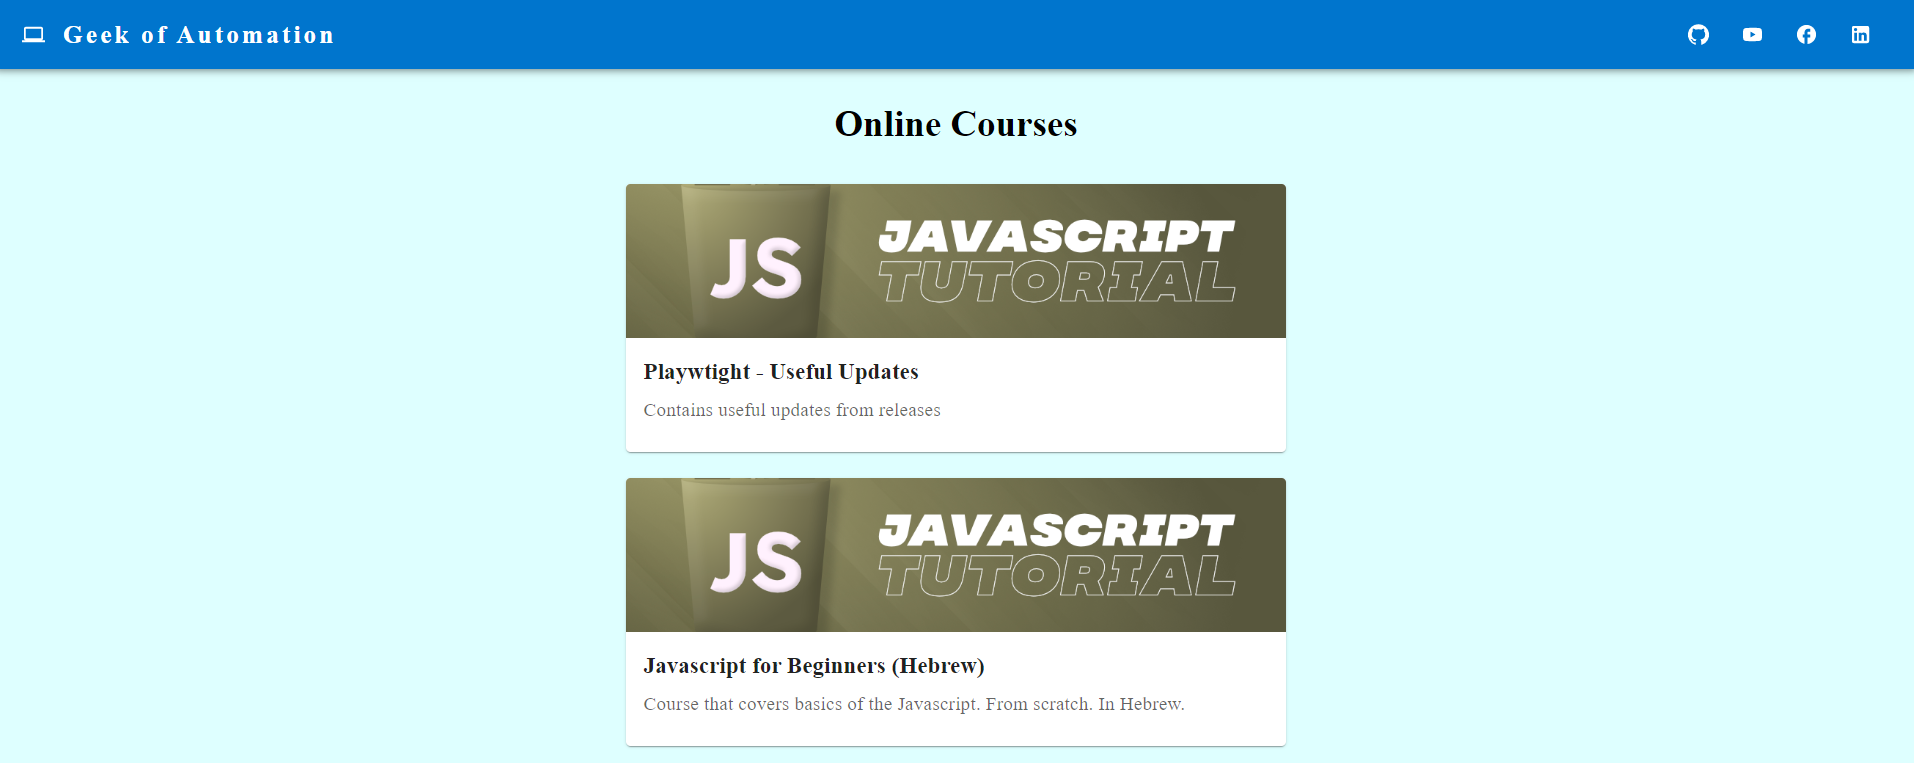 Geek of Automation
Online Courses
JS
JAVASCRIPT
TUTORIAL
Playwtight - Useful Updates
Contains useful updates from releases
JS
JAVASCRIPT
TUTORIAL
Javascript for Beginners (Hebrew)
Course that covers basics of the Javascript. From scratch. In Hebrew.